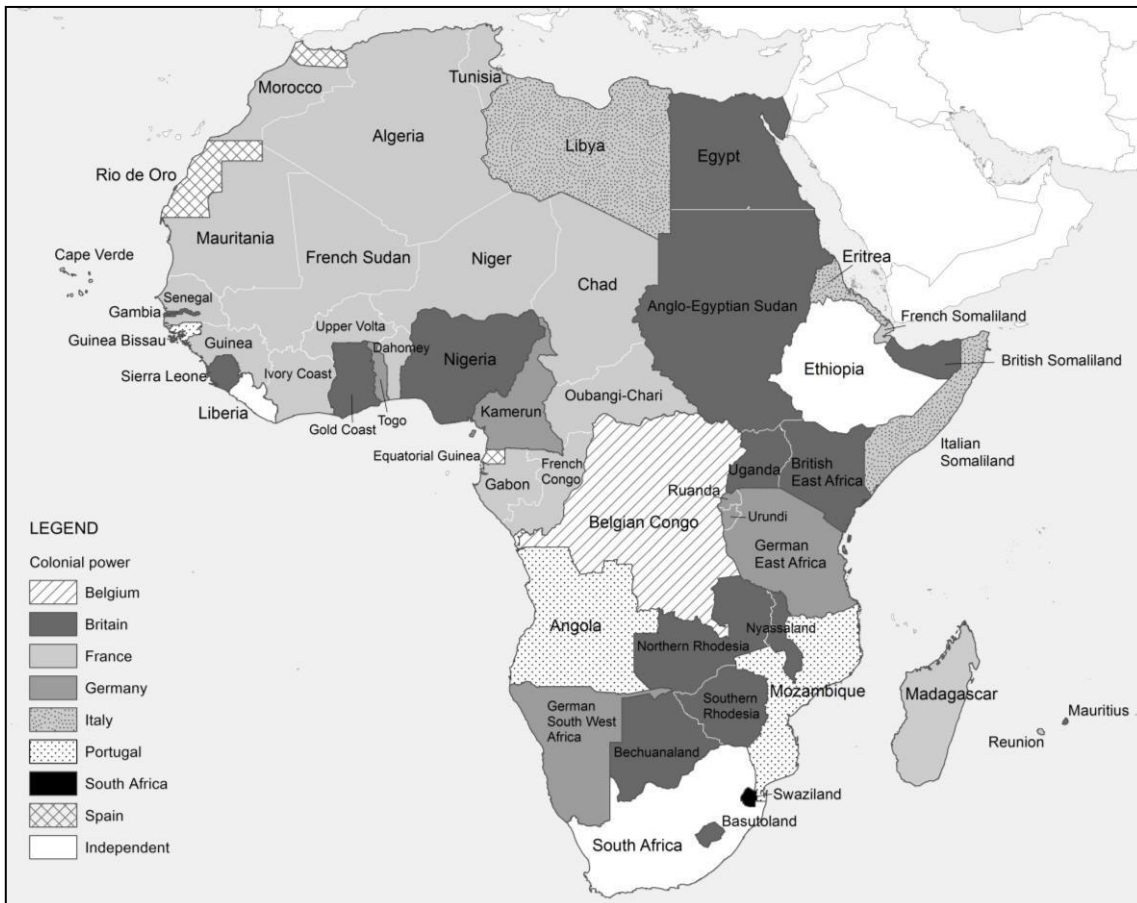 Morocco
Tunisia
Algeria
Libya
Egypt
Rio de Oro
Mauritania
French Sudan
Niger
Chad
Cape Verde
Eritrea
Senegal
Anglo-Egyptian Sudan
Gambia
French Somaliland
Upper Volta
Guinea Bissau
Guinea
Dahomey
Nigeria
British Somaliland
Sierra Leone
Ivory Coast
Ethiopia
Oubangi-Chari
Liberia
Kamerun
Togo
Gold Coast
Italian
Somaliland
Equatorial Guinea
French
Congo
Uganda
British
East Africa
Gabon
Ruanda
Belgian Congo
Urundi
German
East Africa
LEGEND
Colonial power
Belgium
Britain
France
Germany
Italy
Portugal
South Africa
Spain
Independent
Angola
Nyassaland
Northern Rhodesia
Mozambique
Madagascar
Southern
Rhodesia
German
South West
Africa
Mauritius
Reunion
Bechuanaland
Swaziland
Basutoland
South Africa